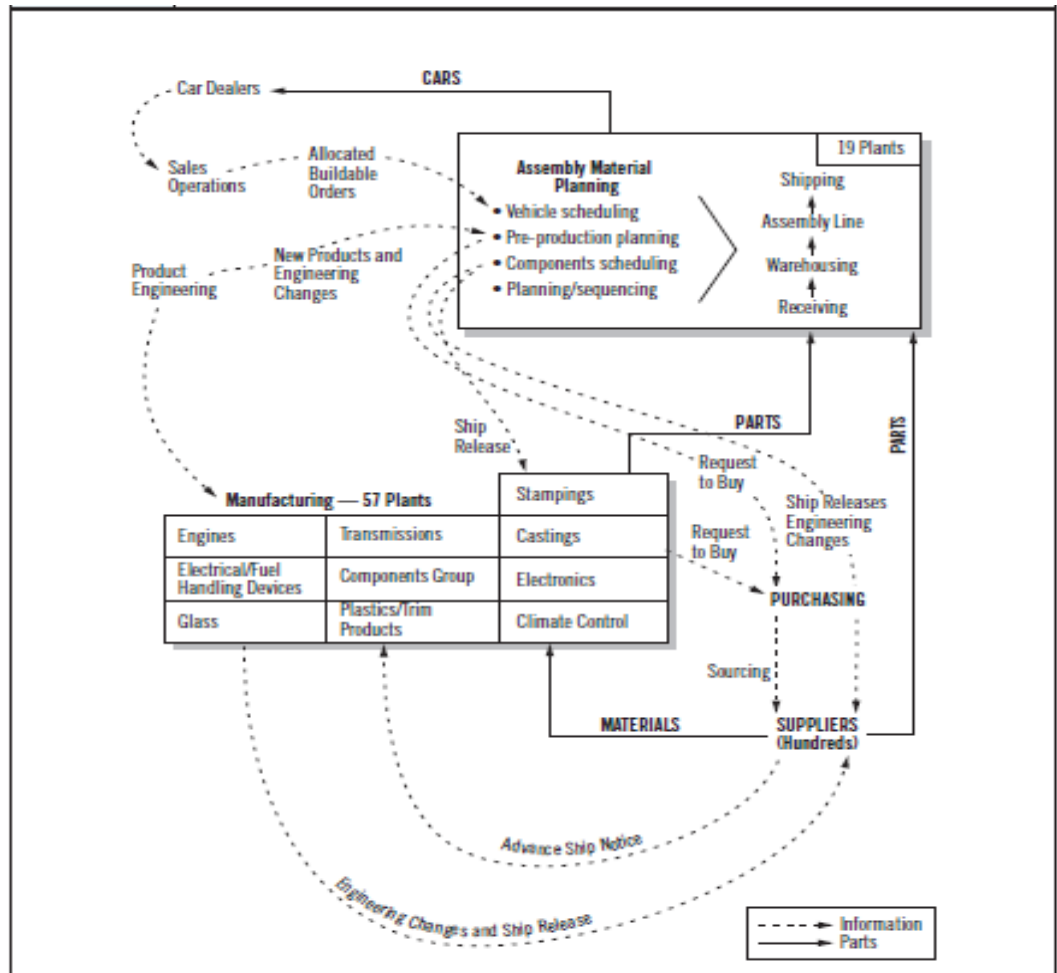 CARS
Car Dealers
19 Plants
Sales
Operations
Allocated
Buildable
Orders
Assembly Material
Planning
• Vehicle scheduling
• Pre-production planning
• Components scheduling
• Planning/sequencing
Shipping
Assembly Line
Warehousing
Receiving
Product
Engineering
New Products and
Engineering
Changes
Ship
Release
PARTS
PARTS
Request
to Buy
Ship Releases
Engineering
Changes
Manufacturing — 57 Plants
Stampings
Engines
Transmissions
Castings
Electrical/Fuel
Handling Devices
Components Group
Electronics
Glass
Plastics/Trim
Products
Climate Control
Request
to Buy
PURCHASING
Sourcing
MATERIALS
SUPPLIERS
(Hundreds)
Advance Ship Notice
Engineering Changes and Ship Release
Information
Parts